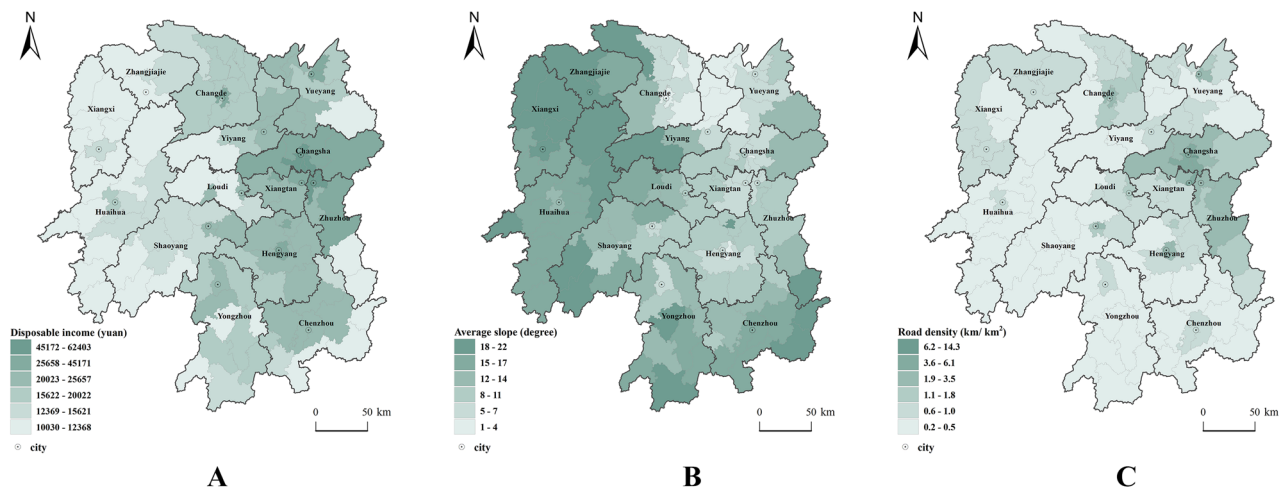 N
Zhangjiajie
Xiangxi
Changde
Yueyang
Yiyang
Changsha
Loudi
Xiangtan
Huaihua
Zhuzhou
Shaoyang
Hengyang
Yongzhou
Chenzhou
Disposable income (yuan)
45172 - 62403
25658 - 45171
20023 - 25657
15622 - 20022
12369 - 15621
10030 - 12368
city
0 50 km
A
N
Zhangjiajie
Xiangxi
Changde
Yueyang
Yiyang
Changsha
Loudi
Xiangtan
Huaihua
Zhuzhou
Shaoyang
Hengyang
Yongzhou
Chenzhou
Average slope (degree)
18 - 22
15 - 17
12 - 14
8 - 11
5 - 7
1 - 4
city
0 50 km
B
N
Zhangjiajie
Xiangxi
Changde
Yueyang
Yiyang
Changsha
Loudi
Xiangtan
Huaihua
Zhuzhou
Shaoyang
Hengyang
Yongzhou
Chenzhou
Road density (km/ km²)
6.2 - 14.3
3.6 - 6.1
1.9 - 3.5
1.1 - 1.8
0.6 - 1.0
0.2 - 0.5
city
0 50 km
C